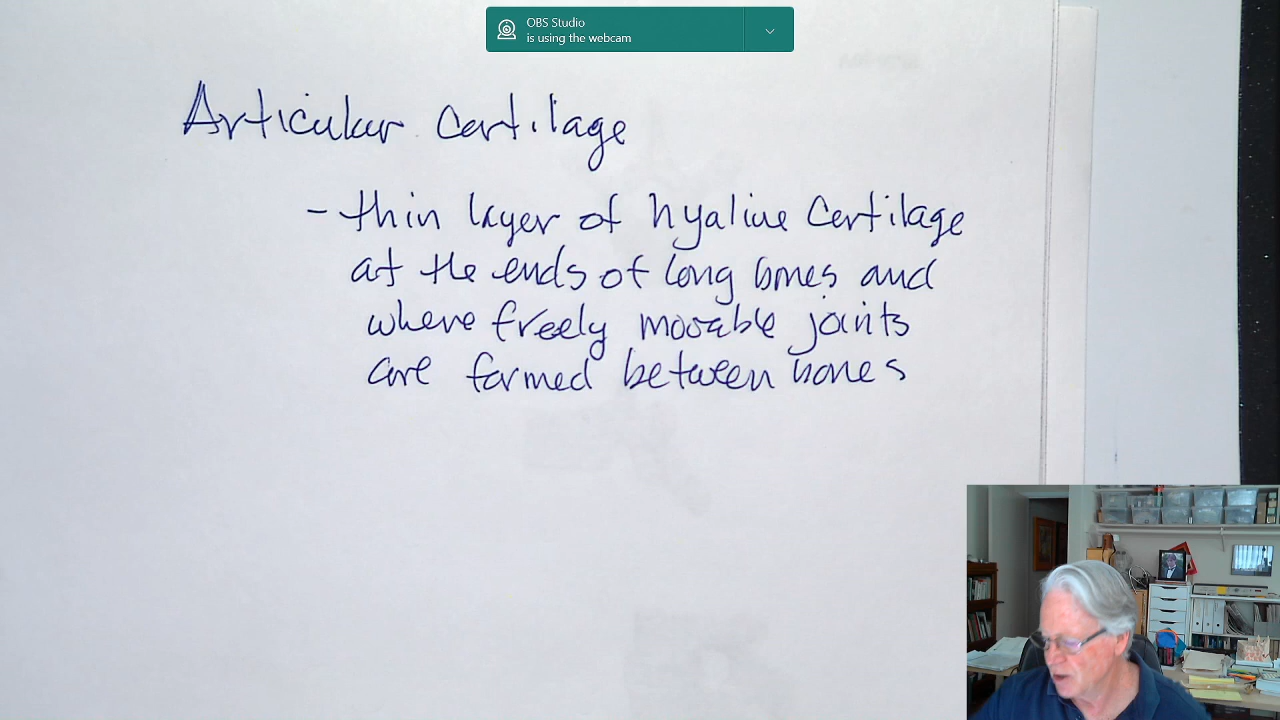 OBS Studio
is using the webcam
Articular Cartilage
- thin layer of hyaline cartilage
at the ends of long bones and
where freely movable joints
are formed between bones